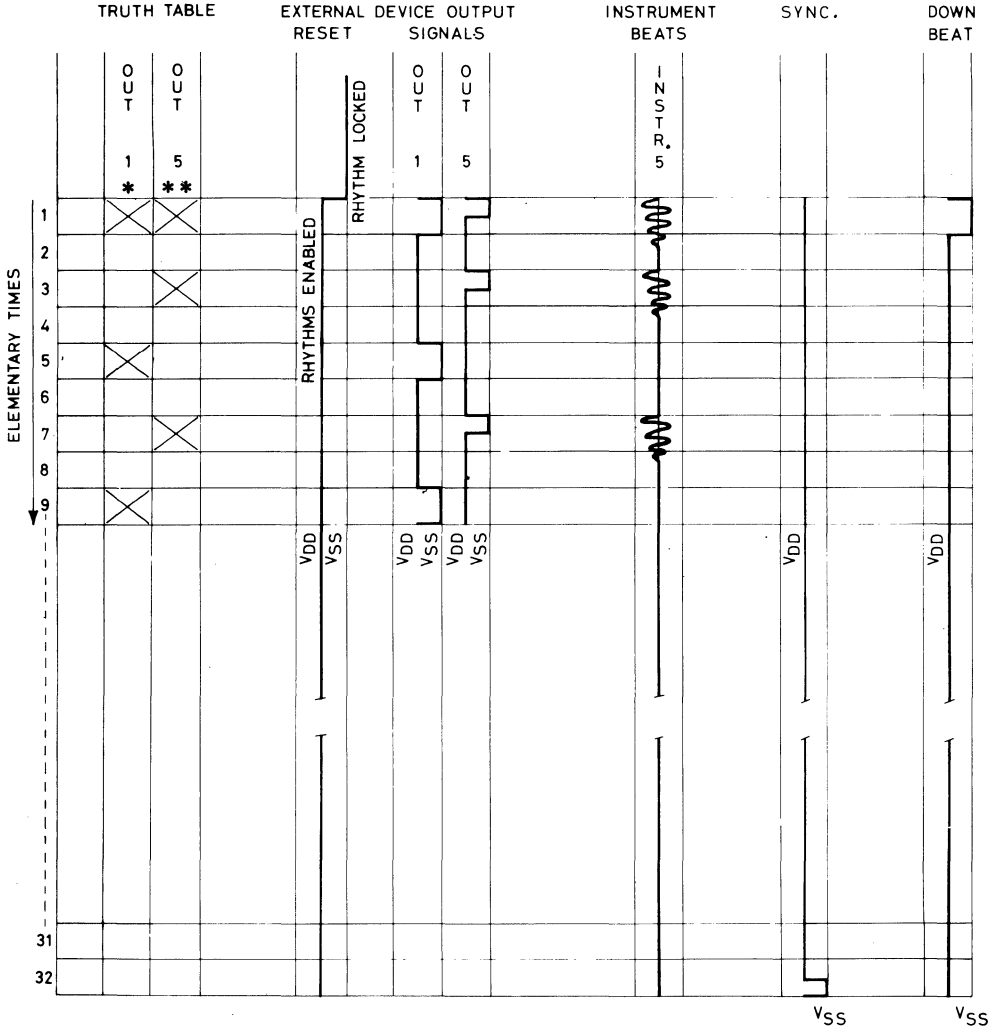 TRUTH TABLE
EXTERNAL DEVICE OUTPUT
RESET
SIGNALS
INSTRUMENT
BEATS
SYNC.
DOWN
BEAT
OUT 1
*
OUT 5
**
RHYTHM LOCKED
RHYTHMS ENABLED
OUT 1
OUT 5
INSTR. 5
ELEMENTARY TIMES
1
2
3
4
5
6
7
8
9
VDD
VSS
VDD
VSS
VDD
VSS
VDD
VDD
31
32
VSS
VSS